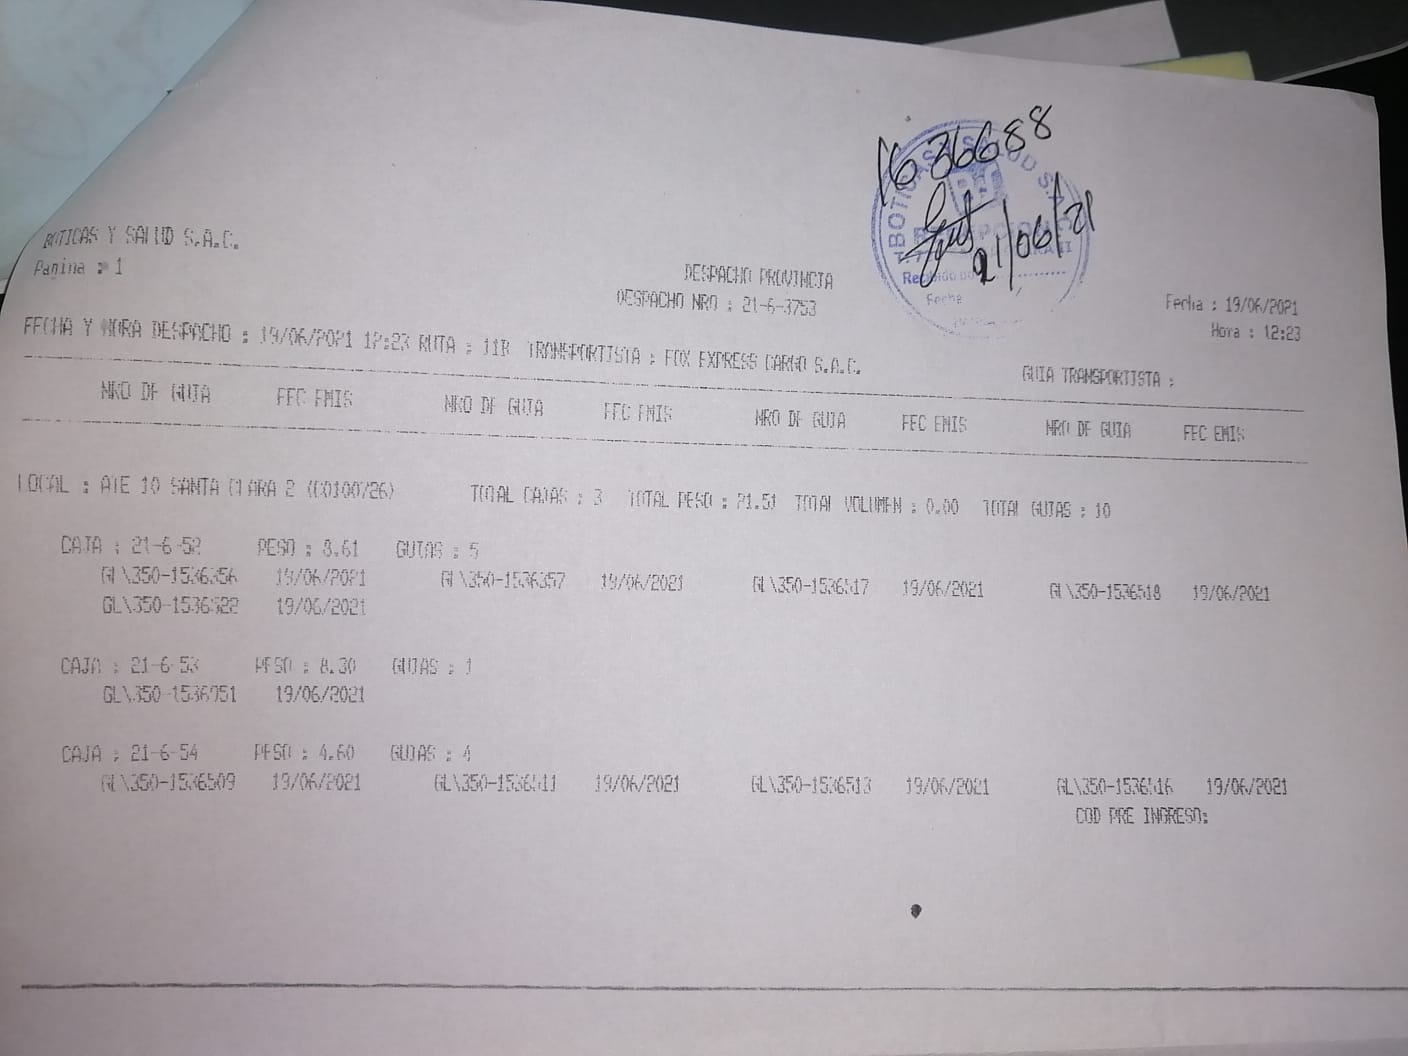 1636688
INBOTICAS & SALUD S.A.
21/06/21
Recibido por
Fecha
BOTICAS Y SALUD S.A.C.
Pagina : 1
DESPACHO PROVINCIA
DESPACHO NRO : 21-6-3753
Fecha : 19/06/2021
Hora : 12:23
FECHA Y HORA DESPACHO : 19/06/2021 12:23 RUTA : 11R TRANSPORTISTA : FOX EXPRESS CARGO S.A.C.
GUIA TRANSPORTISTA :
NRO DE GUIA FEC EMIS NRO DE GUIA FEC EMIS NRO DE GUIA FEC EMIS NRO DE GUIA FEC EMIS
LOCAL : ATE 10 SANTA CLARA 2 (C0100726) TOTAL CAJAS : 3 TOTAL PESO : 21.51 TOTAL VOLUMEN : 0.00 TOTAL GUIAS : 10
CAJA : 21-6-52 PESO : 8.61 GUIAS : 5
GL\350-1536356 19/06/2021 GL\350-1536357 19/06/2021 GL\350-1536517 19/06/2021 GL\350-1536518 19/06/2021
GL\350-1536522 19/06/2021
CAJA : 21-6-53 PESO : 8.30 GUIAS : 1
19/06/2021
CAJA : 21-6-54 PESO : 4.60 GUIAS : 4
GL\350-1536509 19/06/2021 GL\350-1536511 19/06/2021 GL\350-1536513 19/06/2021 GL\350-1536516 19/06/2021
COD PRE INGRESO: